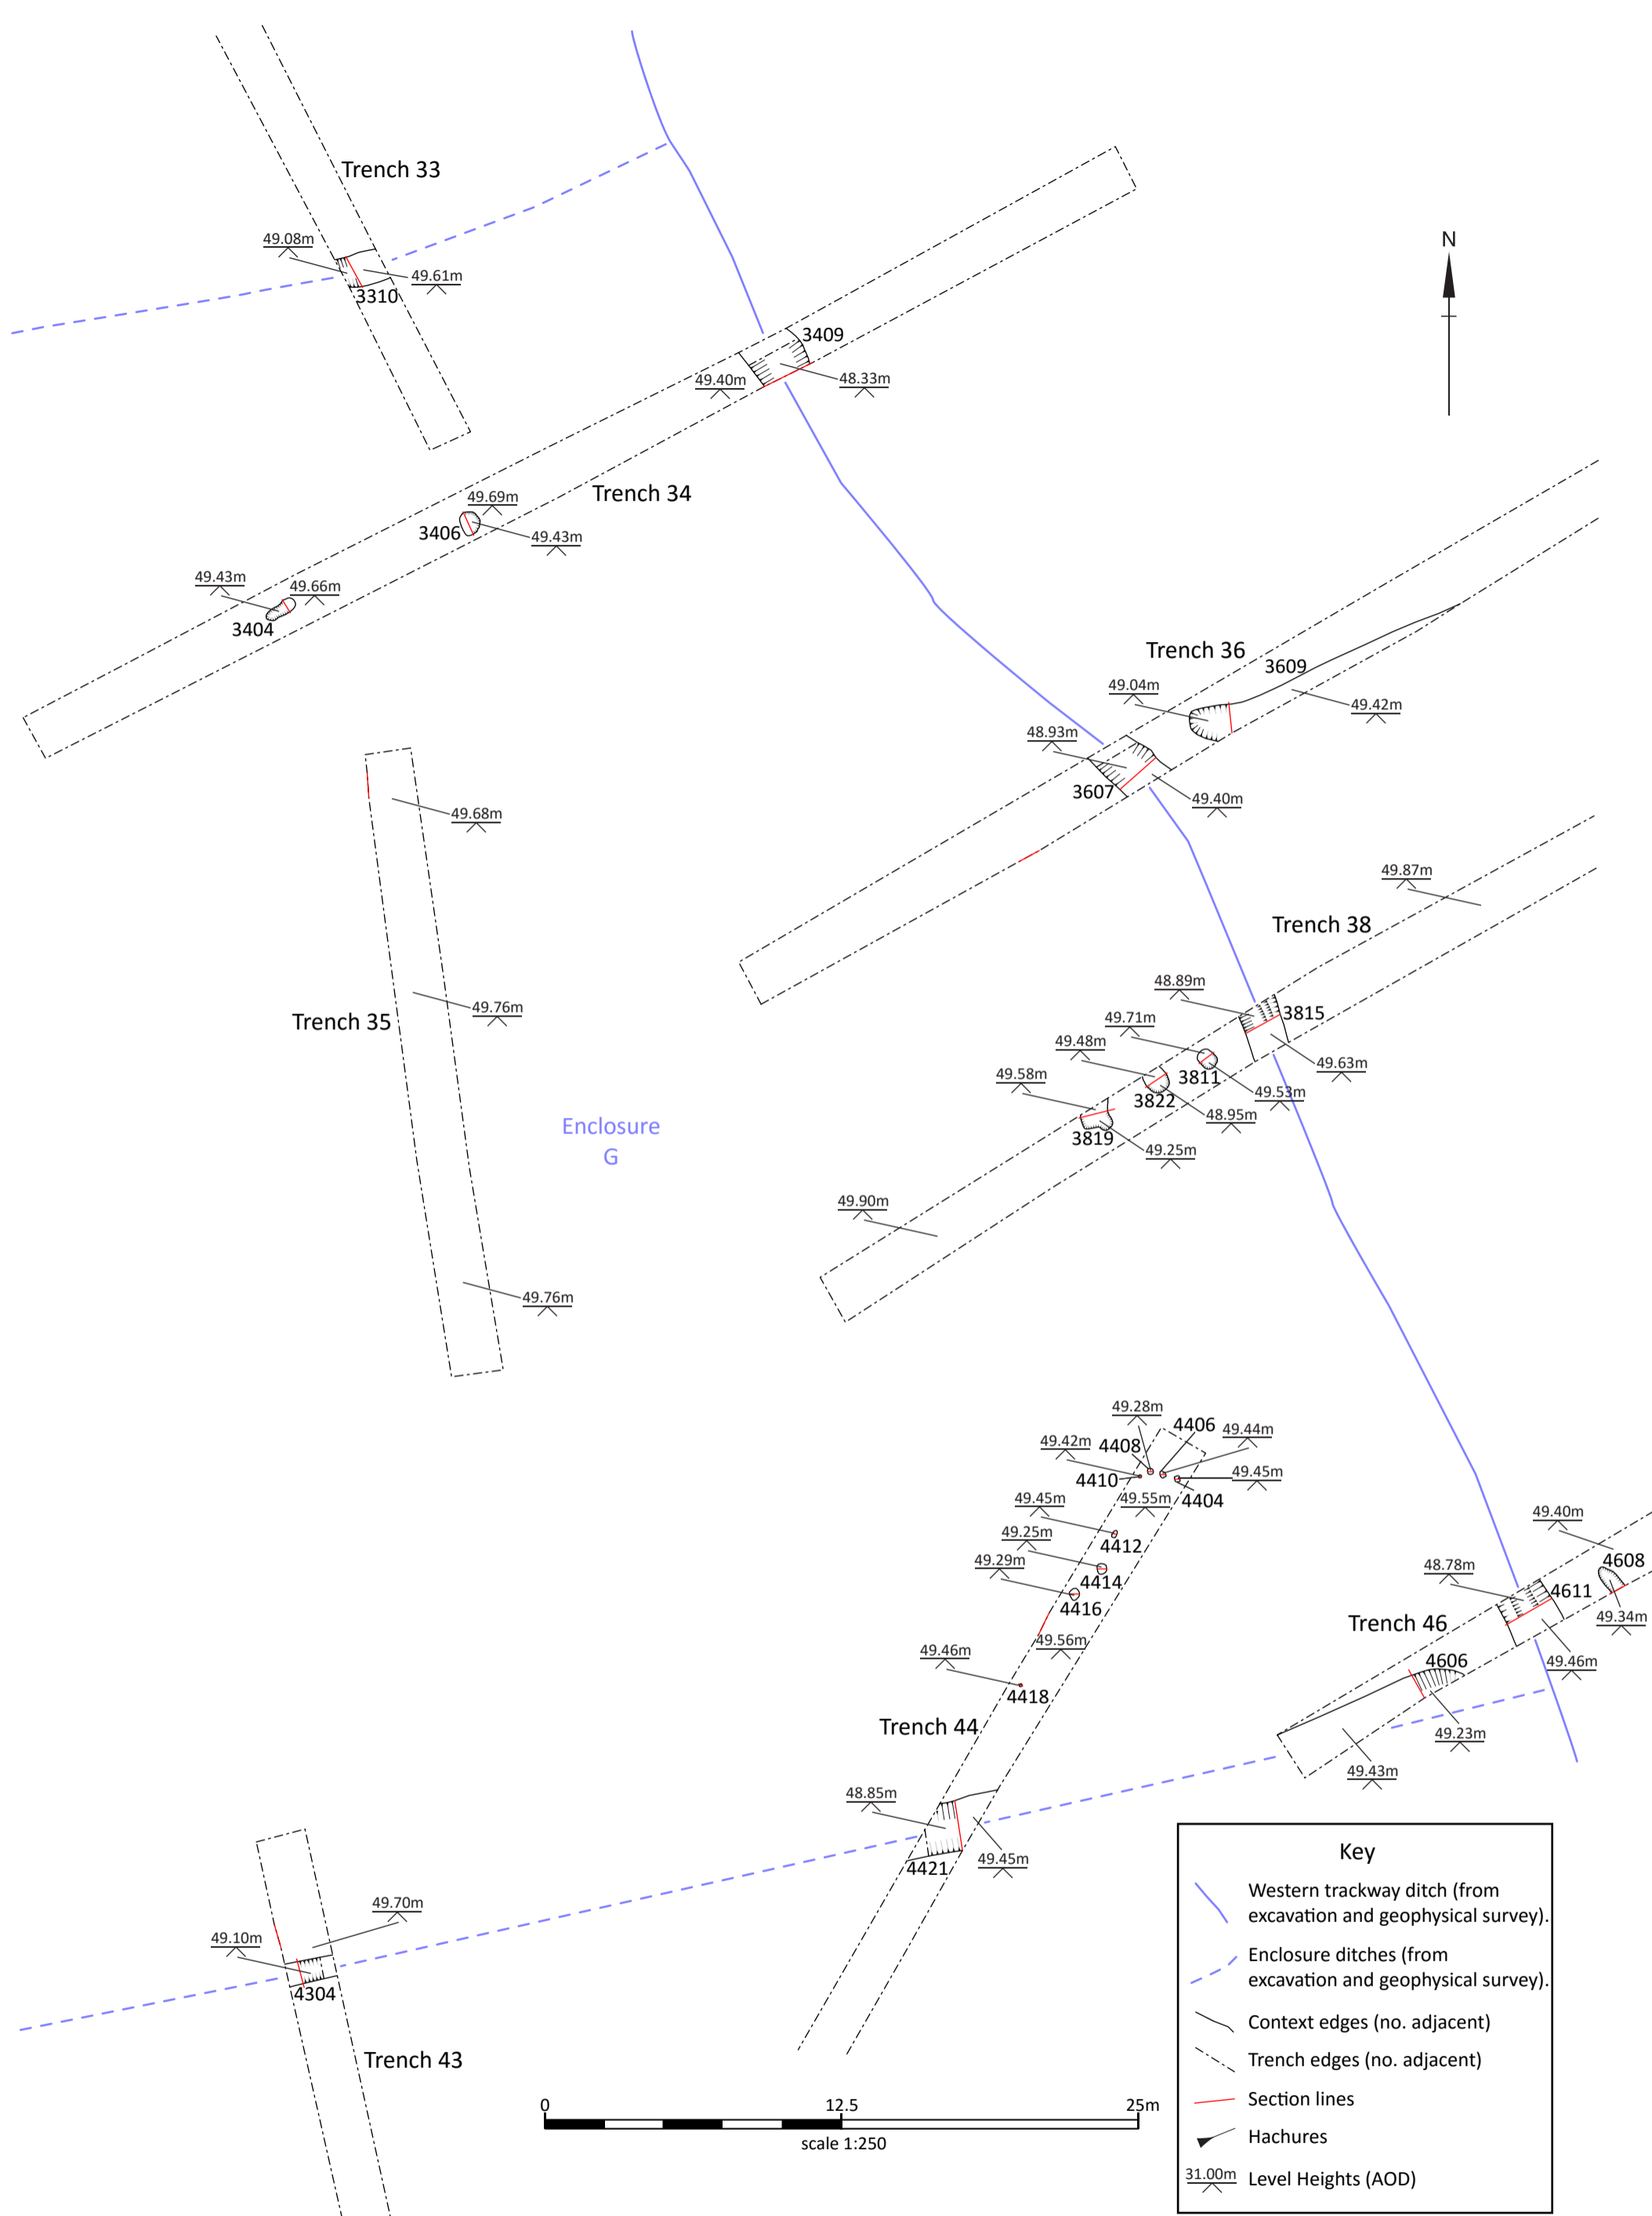 Trench 33
49.08m
49.61m
3310
N
3409
49.40m
48.33m
Trench 34
49.69m
3406
49.43m
49.43m
49.66m
3404
Trench 36
3609
49.04m
49.42m
48.93m
3607
49.40m
49.68m
49.76m
Trench 35
49.76m
Enclosure
G
49.87m
Trench 38
48.89m
3815
49.71m
49.48m
49.63m
49.58m
3811
49.53m
3822
48.95m
3819
49.25m
49.90m
49.28m
4406
49.44m
49.42m
4408
4410
49.45m
4404
49.55m
49.45m
4412
49.25m
49.29m
4414
4416
49.56m
49.46m
4418
Trench 44
48.85m
4421
49.45m
49.40m
4608
48.78m
4611
49.34m
Trench 46
4606
49.46m
49.23m
49.43m
49.70m
49.10m
4304
Trench 43
0 12.5 25m
scale 1:250
Key
Western trackway ditch (from
excavation and geophysical survey).
Enclosure ditches (from
excavation and geophysical survey).
Context edges (no. adjacent)
Trench edges (no. adjacent)
Section lines
Hachures
31.00m Level Heights (AOD)